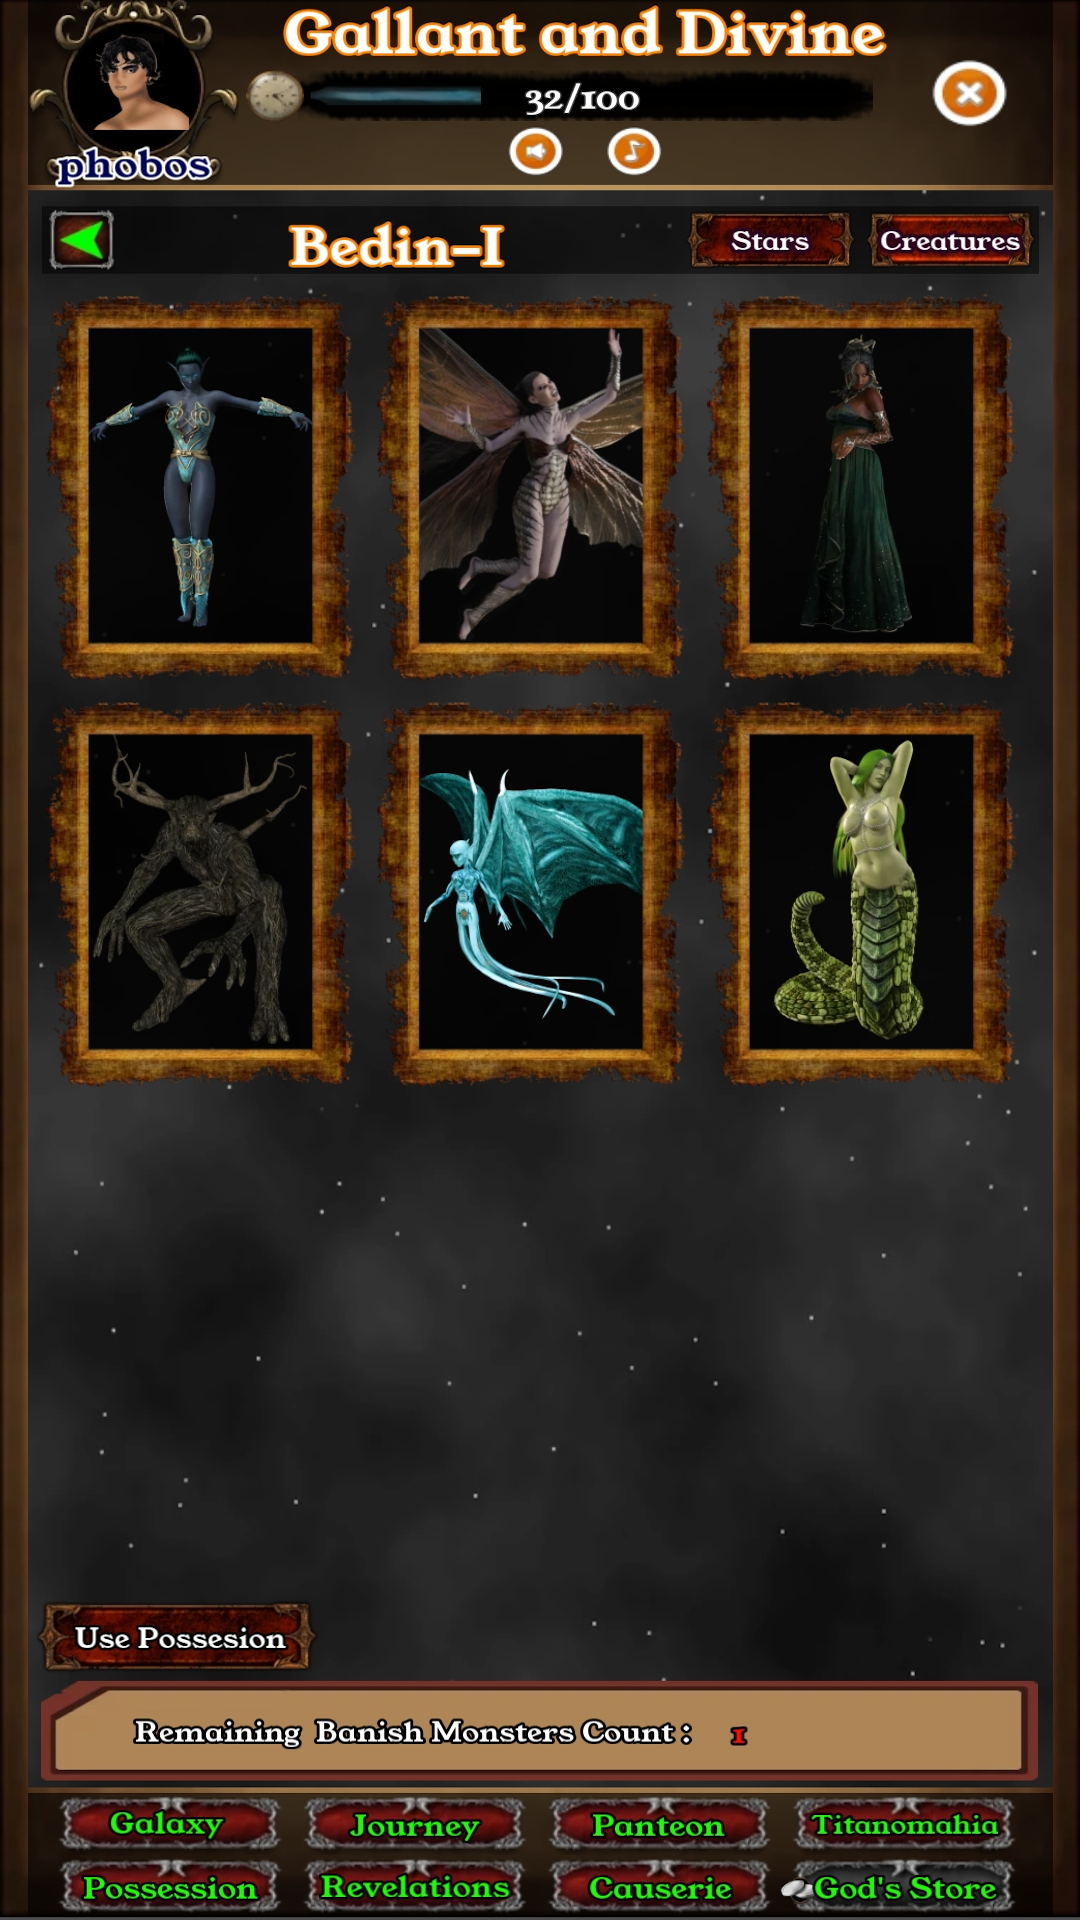 Gallant and Divine
32/100
phobos
Bedin-I
Stars
Creatures
Use Possesion
Remaining Banish Monsters Count : 1
Galaxy
Journey
Panteon
Titanomahia
Possession
Revelations
Causerie
God's Store